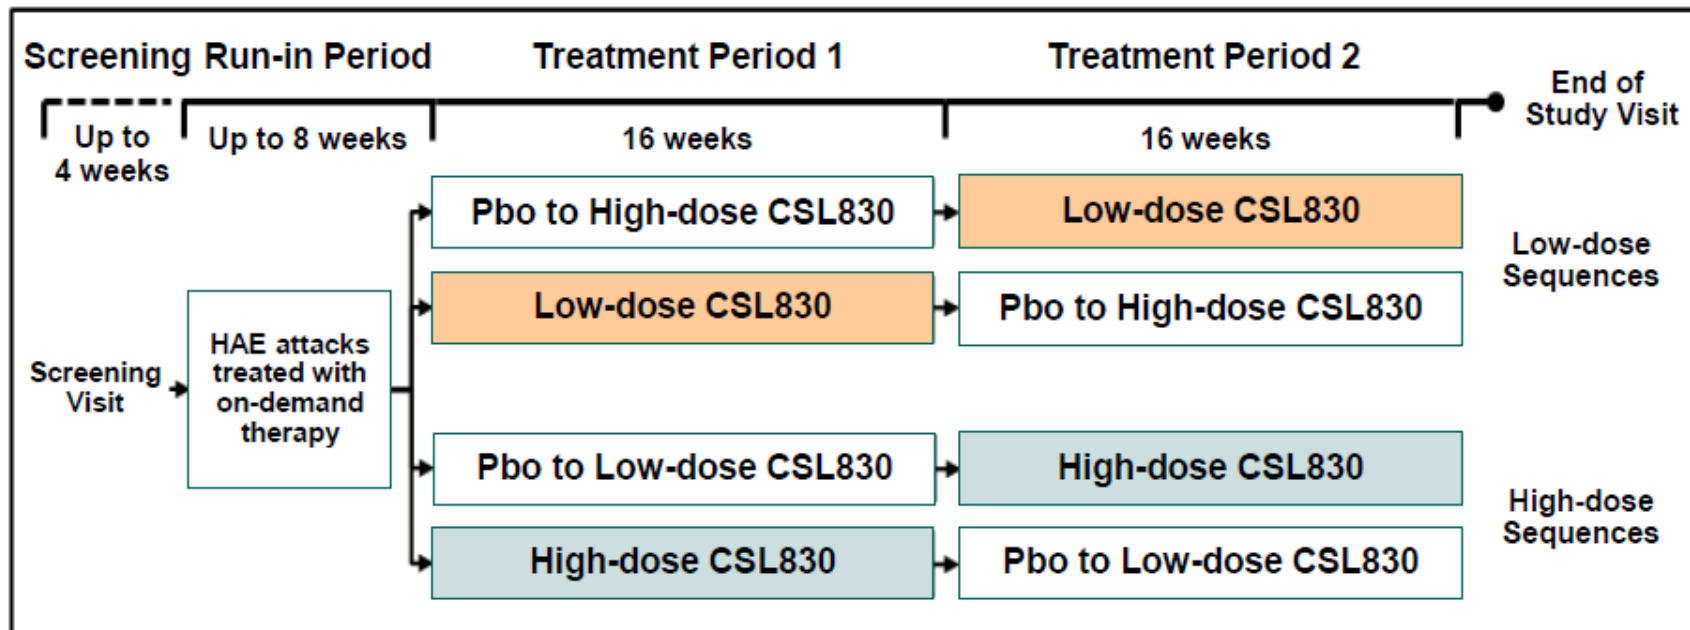 Screening Run-in Period Treatment Period 1 Treatment Period 2
End of
Study Visit
Up to
4 weeks
Up to 8 weeks
16 weeks
16 weeks
Pbo to High-dose CSL830
Low-dose CSL830
Low-dose
Sequences
Low-dose CSL830
Pbo to High-dose CSL830
Screening
Visit
HAE attacks
treated with
on-demand
therapy
Pbo to Low-dose CSL830
High-dose CSL830
High-dose
Sequences
High-dose CSL830
Pbo to Low-dose CSL830